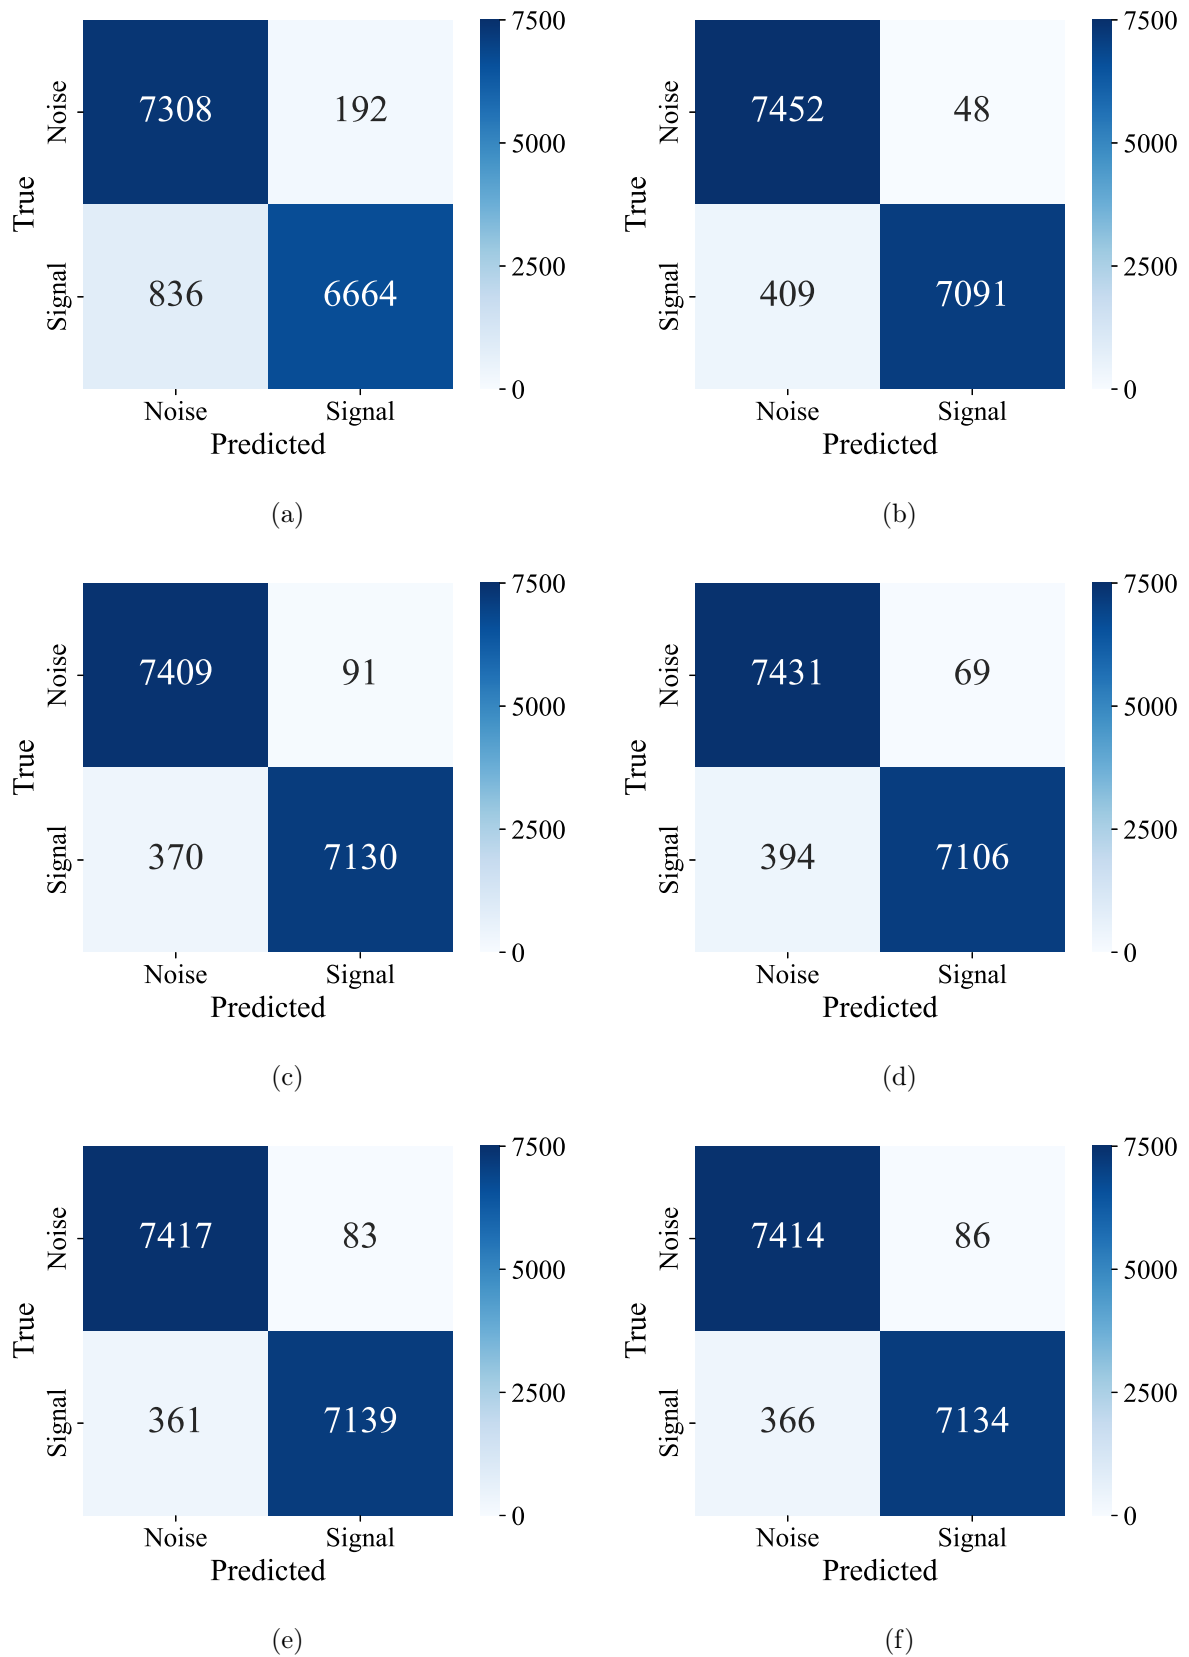 7500
5000
2500
0
True
Noise
Signal
7308 192
836 6664
Noise Signal
Predicted
(a)
7500
5000
2500
0
True
Noise
Signal
7452 48
409 7091
Noise Signal
Predicted
(b)
7500
5000
2500
0
True
Noise
Signal
7409 91
370 7130
Noise Signal
Predicted
(c)
7500
5000
2500
0
True
Noise
Signal
7431 69
394 7106
Noise Signal
Predicted
(d)
7500
5000
2500
0
True
Noise
Signal
7417 83
361 7139
Noise Signal
Predicted
(e)
7500
5000
2500
0
True
Noise
Signal
7414 86
366 7134
Noise Signal
Predicted
(f)